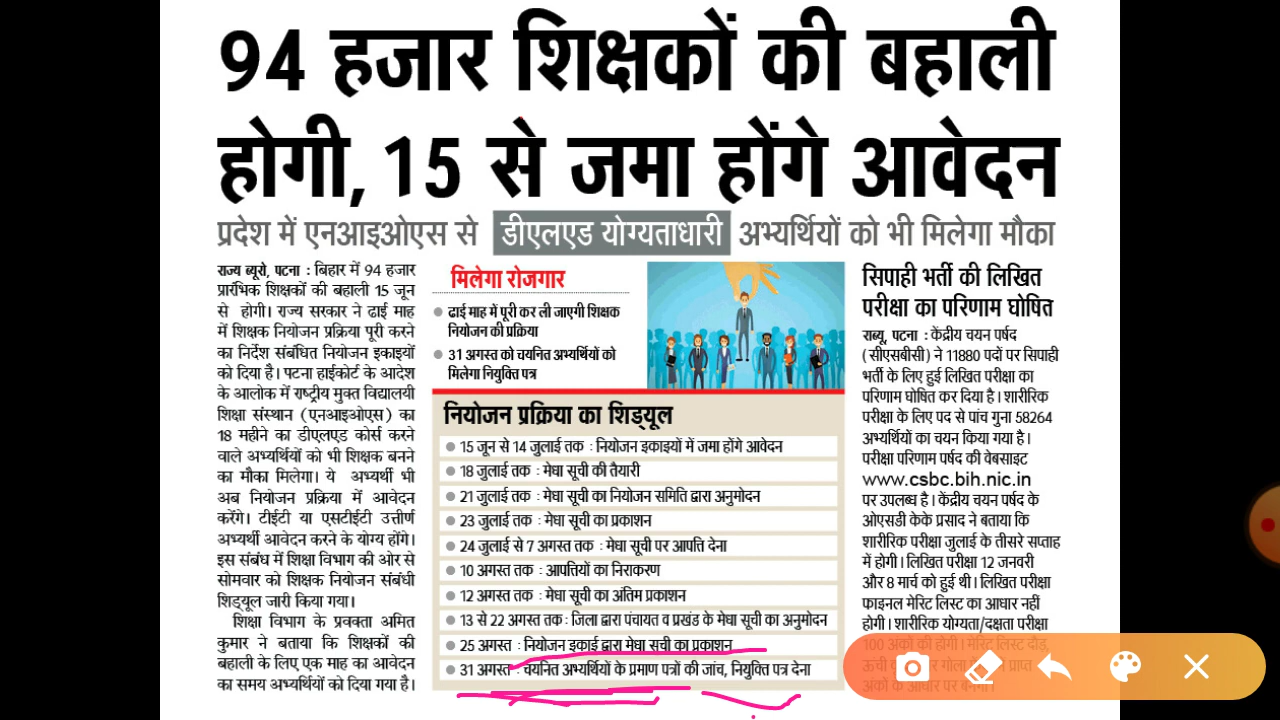 94 हजार शिक्षकों की बहाली
होगी, 15 से जमा होंगे आवेदन
प्रदेश में एनआइओएस से डीएलएड योग्यताधारी अभ्यर्थियों को भी मिलेगा मौका
राज्य ब्यूरो, पटना : बिहार में 94 हजार
प्रारंभिक शिक्षकों की बहाली 15 जून
से होगी। राज्य सरकार ने ढाई माह
में शिक्षक नियोजन प्रक्रिया पूरी करने
का निर्देश संबंधित नियोजन इकाइयों
को दिया है। पटना हाईकोर्ट के आदेश
के आलोक में राष्ट्रीय मुक्त विद्यालयी
शिक्षा संस्थान (एनआइओएस) का
18 महीने का डीएलएड कोर्स करने
वाले अभ्यर्थियों को भी शिक्षक बनने
का मौका मिलेगा। ये अभ्यर्थी भी
अब नियोजन प्रक्रिया में आवेदन
करेंगे। टीईटी या एसटीईटी उत्तीर्ण
अभ्यर्थी आवेदन करने के योग्य होंगे।
इस संबंध में शिक्षा विभाग की ओर से
सोमवार को शिक्षक नियोजन संबंधी
शिड्यूल जारी किया गया।
शिक्षा विभाग के प्रवक्ता अमित
कुमार ने बताया कि शिक्षकों की
बहाली के लिए एक माह का आवेदन
का समय अभ्यर्थियों को दिया गया है।
मिलेगा रोजगार
ढाई माह में पूरी कर ली जाएगी शिक्षक
नियोजन की प्रक्रिया
31 अगस्त को चयनित अभ्यर्थियों को
मिलेगा नियुक्ति पत्र
नियोजन प्रक्रिया का शिड्यूल
15 जून से 14 जुलाई तक : नियोजन इकाइयों में जमा होंगे आवेदन
18 जुलाई तक : मेधा सूची की तैयारी
21 जुलाई तक : मेधा सूची का नियोजन समिति द्वारा अनुमोदन
23 जुलाई तक : मेधा सूची का प्रकाशन
24 जुलाई से 7 अगस्त तक : मेधा सूची पर आपत्ति देना
10 अगस्त तक : आपत्तियों का निराकरण
12 अगस्त तक : मेधा सूची का अंतिम प्रकाशन
13 से 22 अगस्त तक : जिला द्वारा पंचायत व प्रखंड के मेधा सूची का अनुमोदन
25 अगस्त : नियोजन इकाई द्वारा मेधा सूची का प्रकाशन
31 अगस्त : चयनित अभ्यर्थियों के प्रमाण पत्रों की जांच, नियुक्ति पत्र देना
सिपाही भर्ती की लिखित
परीक्षा का परिणाम घोषित
राब्यू, पटना : केंद्रीय चयन पर्षद
(सीएसबीसी) ने 11880 पदों पर सिपाही
भर्ती के लिए हुई लिखित परीक्षा का
परिणाम घोषित कर दिया है। शारीरिक
परीक्षा के लिए पद से पांच गुना 58264
अभ्यर्थियों का चयन किया गया है।
परीक्षा परिणाम पर्षद की वेबसाइट
www.csbc.bih.nic.in
पर उपलब्ध है। केंद्रीय चयन पर्षद के
ओएसडी केके प्रसाद ने बताया कि
शारीरिक परीक्षा जुलाई के तीसरे सप्ताह
में होगी। लिखित परीक्षा 12 जनवरी
और 8 मार्च को हुई थी। लिखित परीक्षा
फाइनल मेरिट लिस्ट का आधार नहीं
होगी। शारीरिक योग्यता/दक्षता परीक्षा
100 अंकों की होगी। मेरिट लिस्ट दौड़,
ऊंची गोला प्राप्त
अंकों के आधार पर बनेगी।